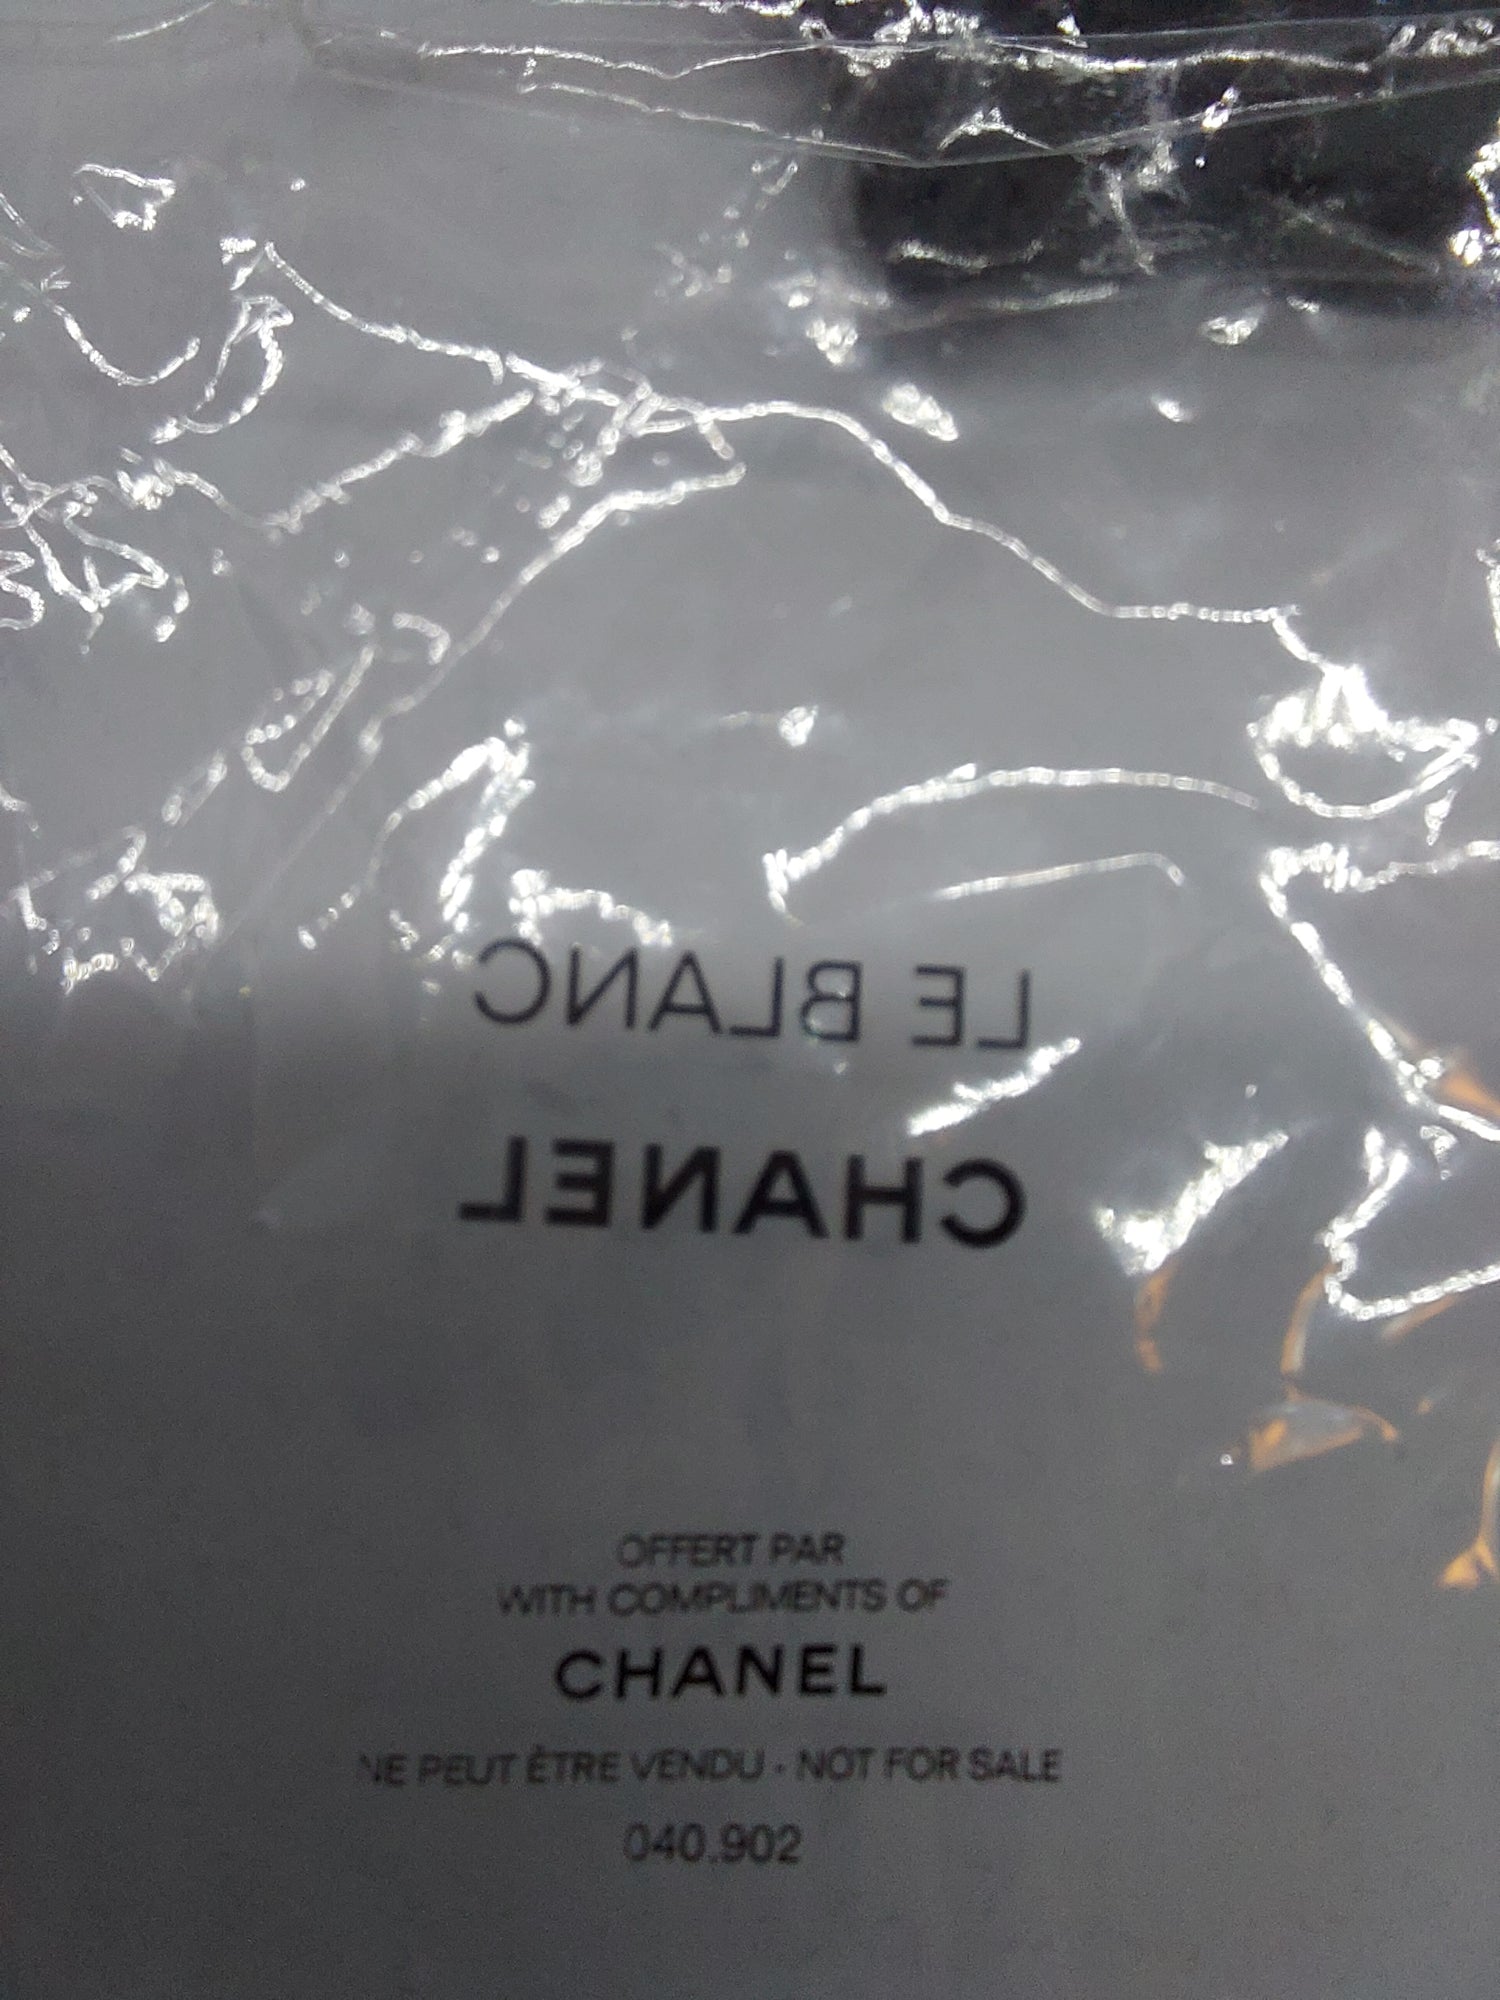 LE BLANC
CHANEL
OFFERT PAR
WITH COMPLIMENTS OF
CHANEL
NE PEUT ÊTRE VENDU · NOT FOR SALE
040.902